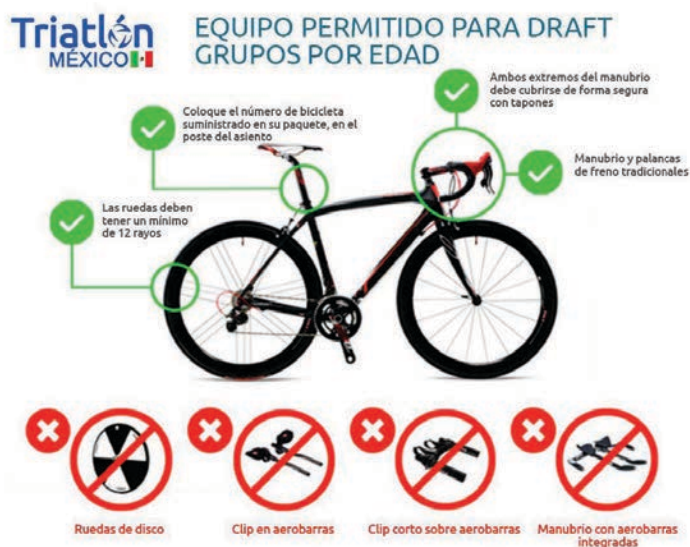 Triatlón
MÉXICO
EQUIPO PERMITIDO PARA DRAFT
GRUPOS POR EDAD
Coloque el número de bicicleta
suministrado en su paquete, en el
poste del asiento
Ambos extremos del manubrio
debe cubrirse de forma segura
con tapones
Manubrio y palancas
de freno tradicionales
Las ruedas deben
tener un mínimo
de 12 rayos
Ruedas de disco
Clip en aerobarras
Clip corto sobre aerobarras
Manubrio con aerobarras
integradas